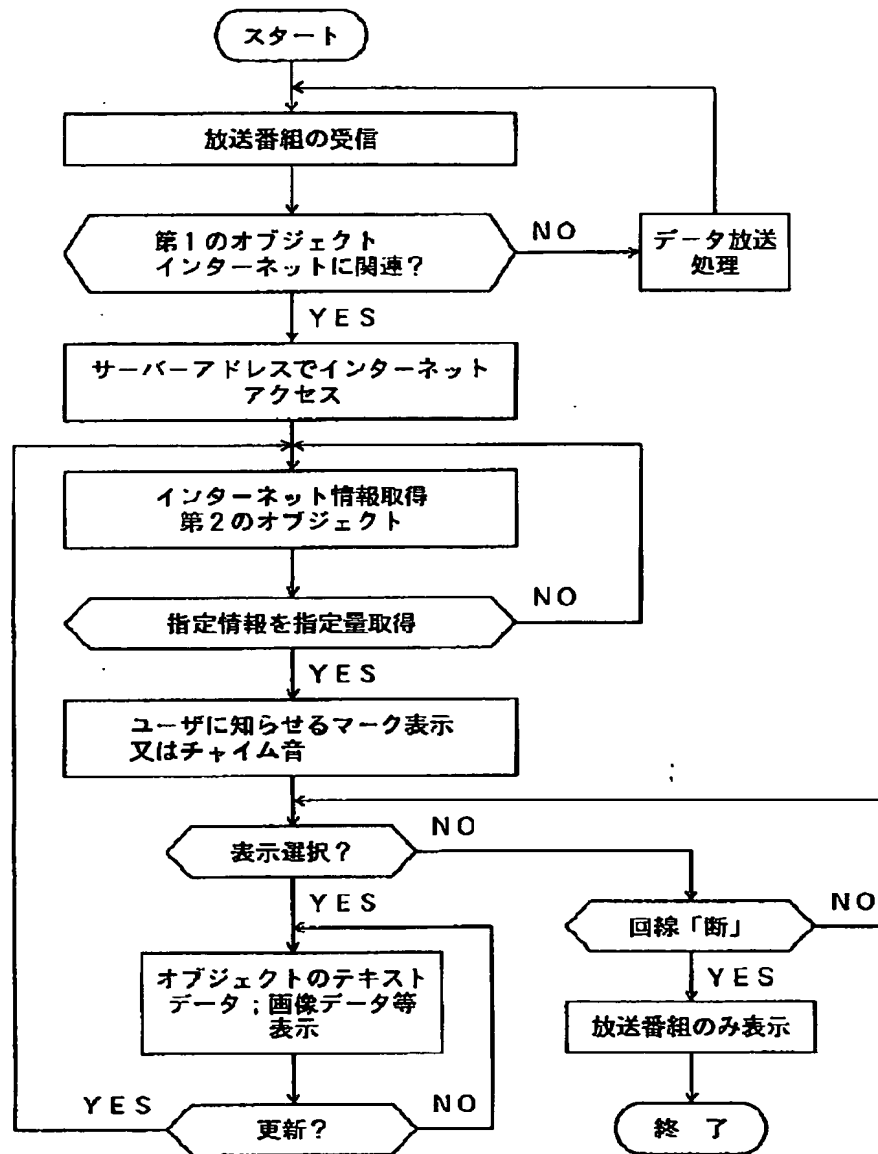 スタート
放送番組の受信
第1のオブジェクト
インターネットに関連?
NO
データ放送
処理
YES
サーバーアドレスでインターネット
アクセス
インターネット情報取得
第2のオブジェクト
指定情報を指定量取得
NO
YES
ユーザに知らせるマーク表示
又はチャイム音
表示選択?
NO
YES
回線「断」
NO
YES
オブジェクトのテキスト
データ;画像データ等
表示
放送番組のみ表示
更新?
YES
NO
終 了